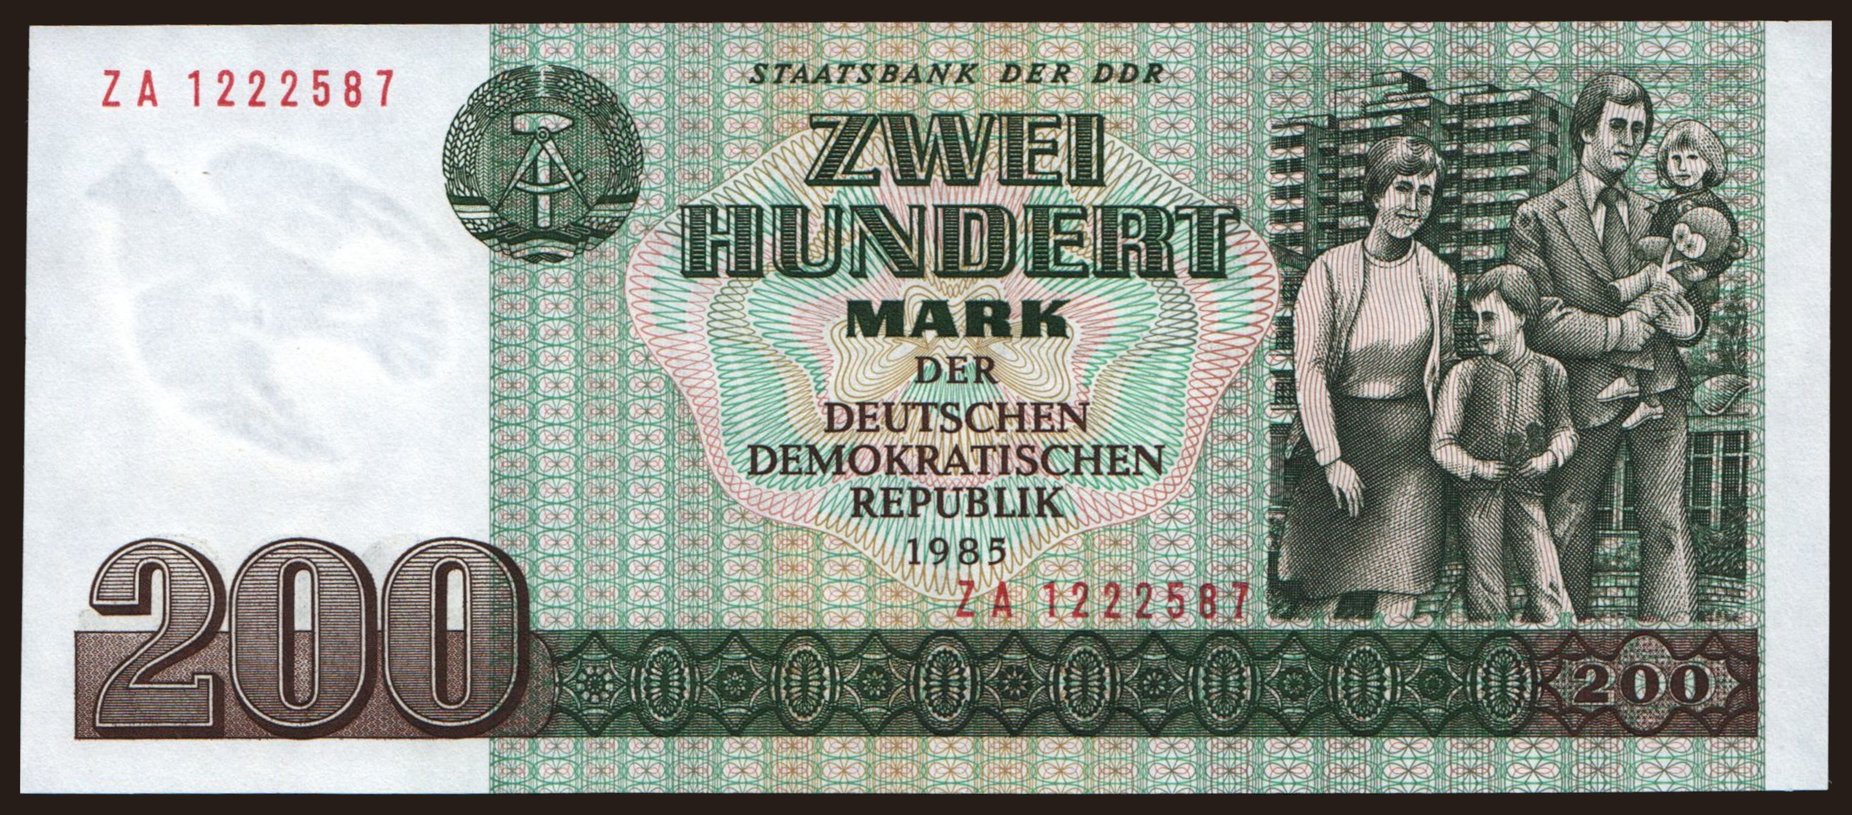 ZA 1222587
STAATSBANK DER DDR
ZWEI
HUNDERT
MARK
DER
DEUTSCHEN
DEMOKRATISCHEN
REPUBLIK
1985
ZA 1222587
200
200